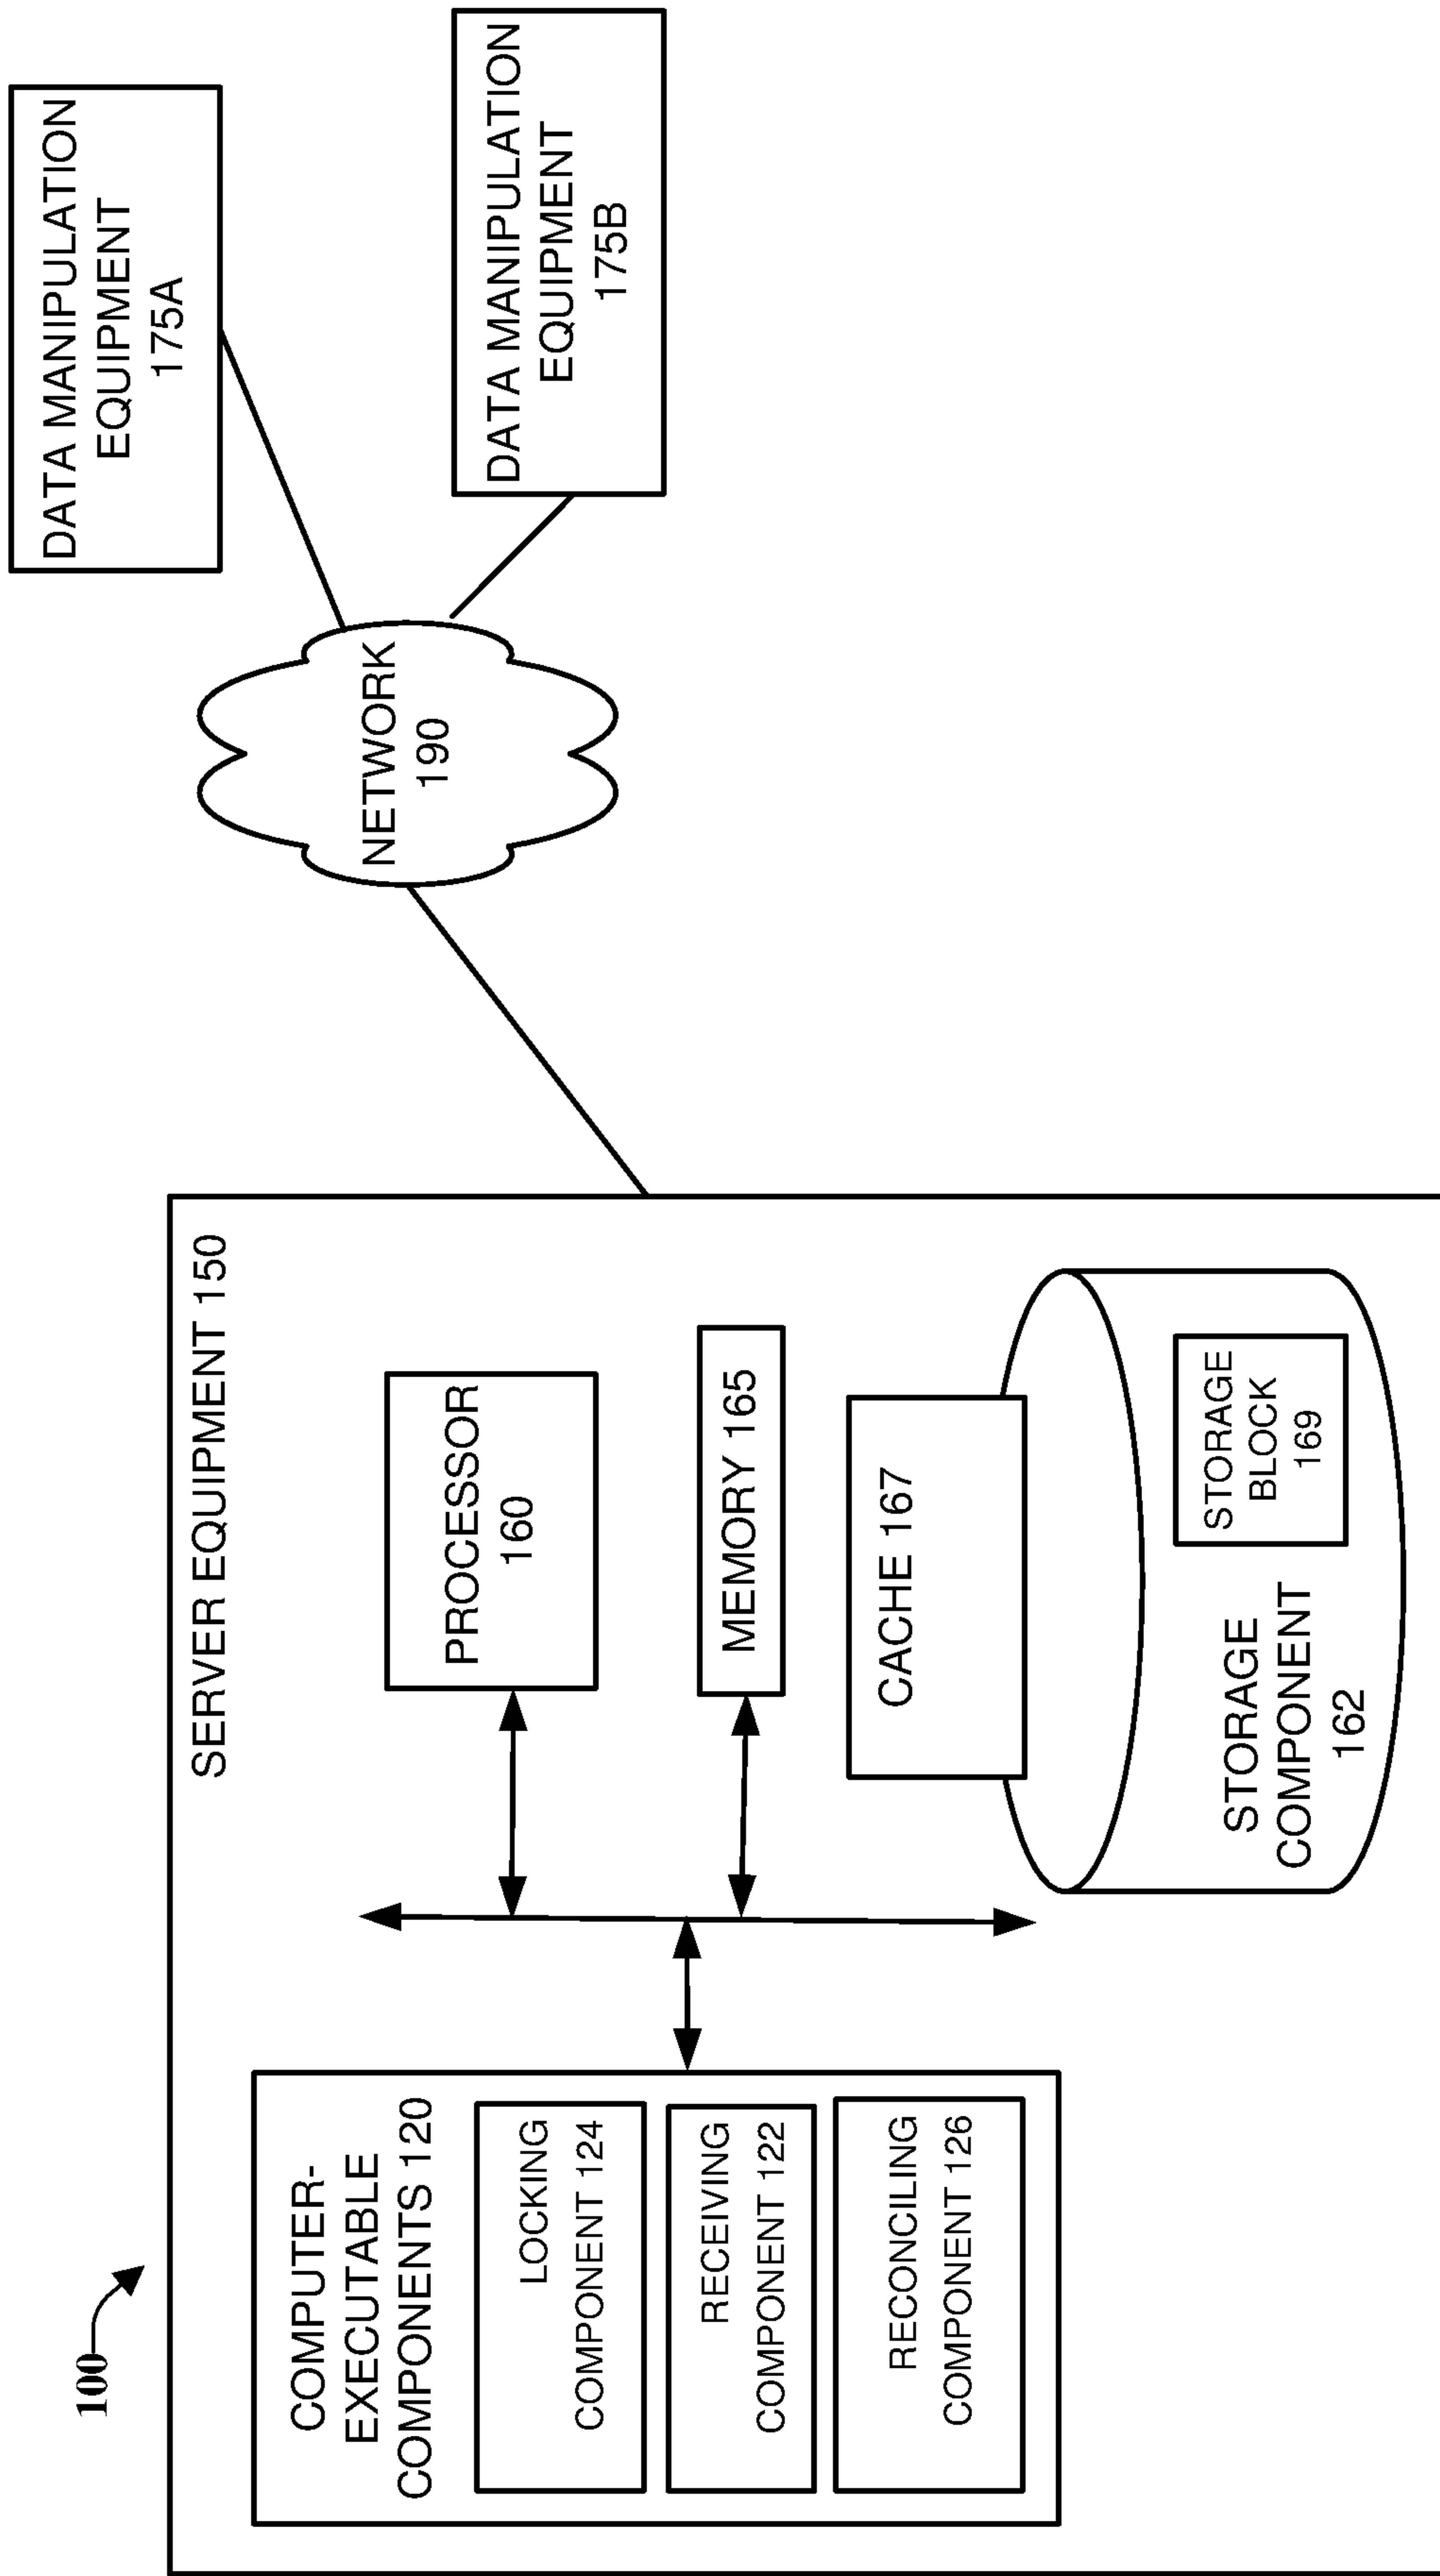 100
SERVER EQUIPMENT 150
COMPUTER-
EXECUTABLE
COMPONENTS 120
LOCKING
COMPONENT 124
RECEIVING
COMPONENT 122
RECONCILING
COMPONENT 126
PROCESSOR
160
MEMORY 165
CACHE 167
STORAGE
COMPONENT
162
STORAGE
BLOCK
169
NETWORK
190
DATA MANIPULATION
EQUIPMENT
175A
DATA MANIPULATION
EQUIPMENT
175B